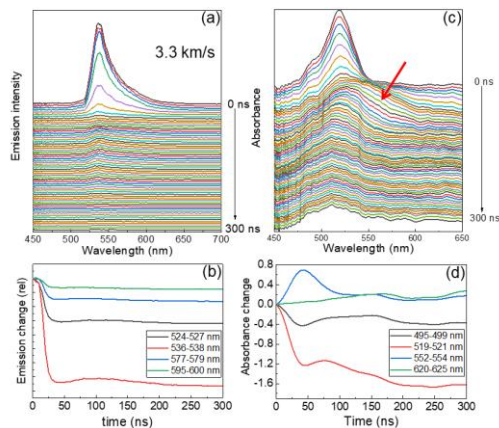 (a)
3.3 km/s
Emission intensity
0 ns
300 ns
450 500 550 600 650 700
Wavelength (nm)
(c)
Absorbance
0 ns
300 ns
450 500 550 600 650
Wavelength (nm)
(b)
Emission change (rel)
524-527 nm
536-538 nm
577-579 nm
595-600 nm
0 50 100 150 200 250 300
time (ns)
(d)
Absorbance change
0.8
0.4
0.0
-0.4
-0.8
-1.2
-1.6
495-499 nm
519-521 nm
552-554 nm
620-625 nm
0 50 100 150 200 250 300
Time (ns)